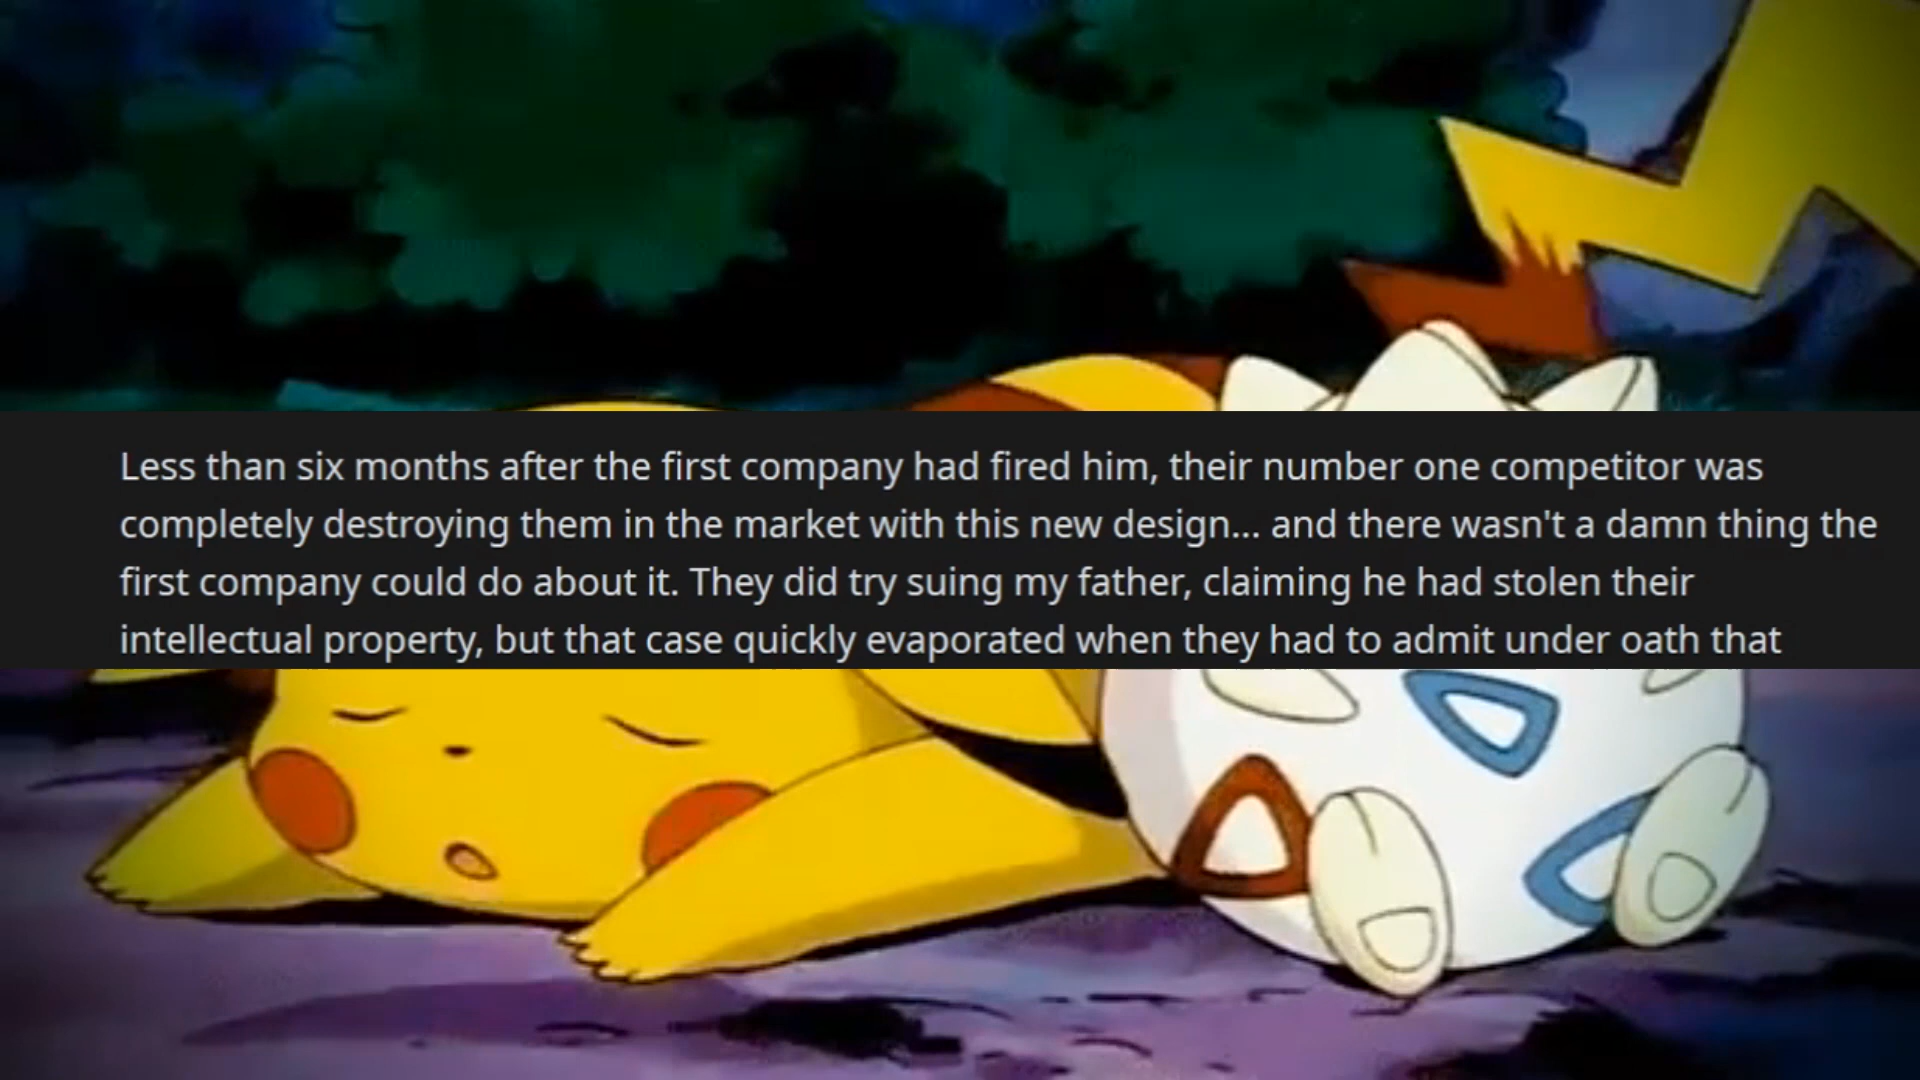 Less than six months after the first company had fired him, their number one competitor was
completely destroying them in the market with this new design... and there wasn't a damn thing the
first company could do about it. They did try suing my father, claiming he had stolen their
intellectual property, but that case quickly evaporated when they had to admit under oath that